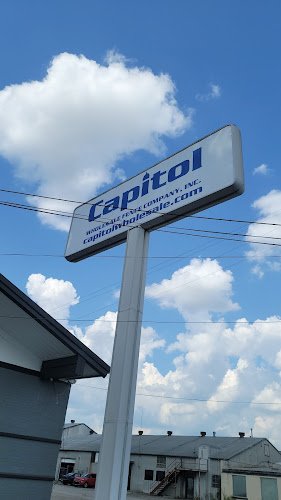 Capitol
WHOLESALE FENCE COMPANY, INC.
capitolwholesale.com